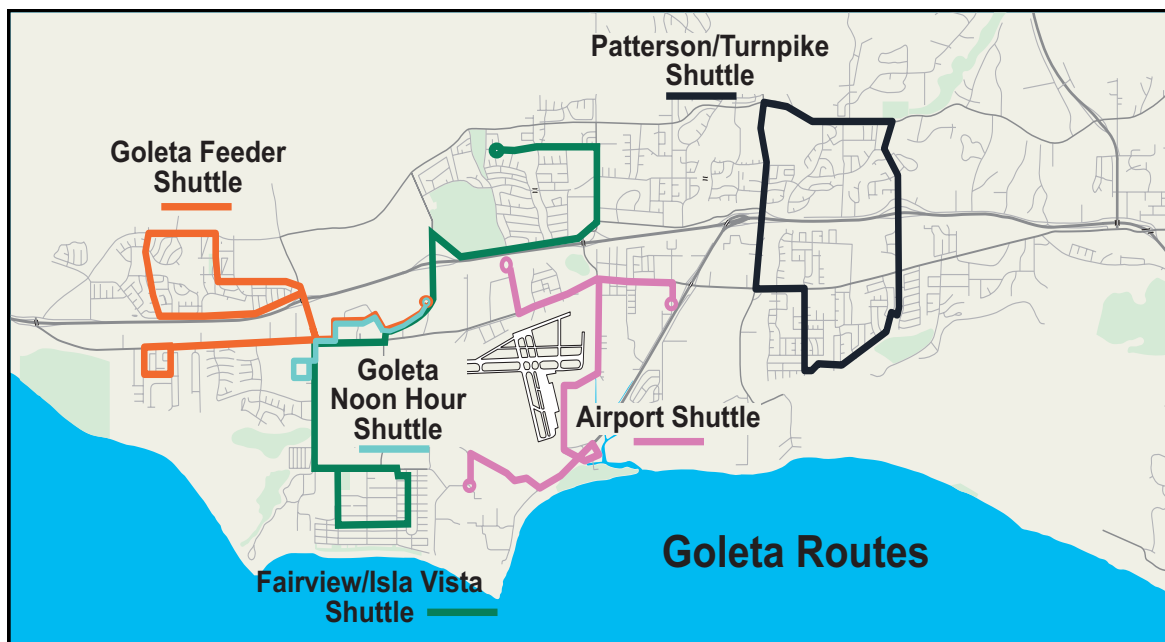 Patterson/Turnpike
Shuttle
Goleta Feeder
Shuttle
Goleta
Noon Hour
Shuttle
Airport Shuttle
Goleta Routes
Fairview/Isla Vista
Shuttle